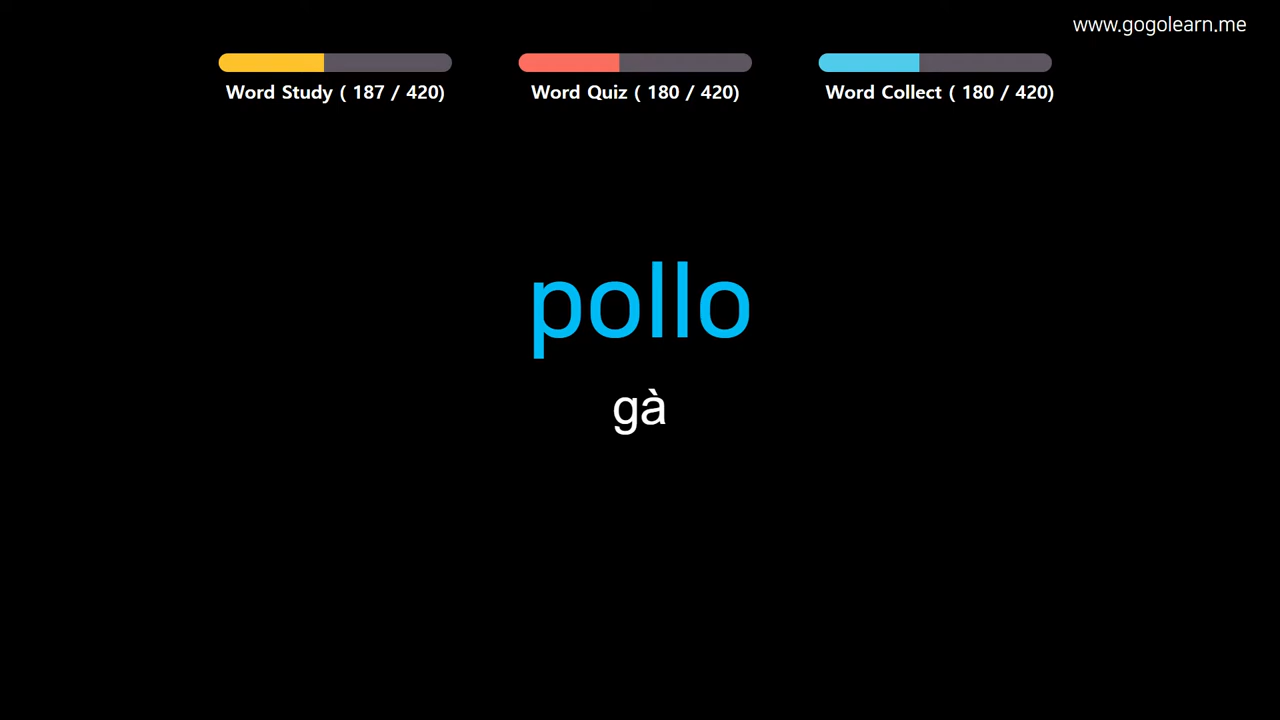 www.gogolearn.me
Word Study ( 187 / 420)
Word Quiz ( 180 / 420)
Word Collect ( 180 / 420)
pollo
gà